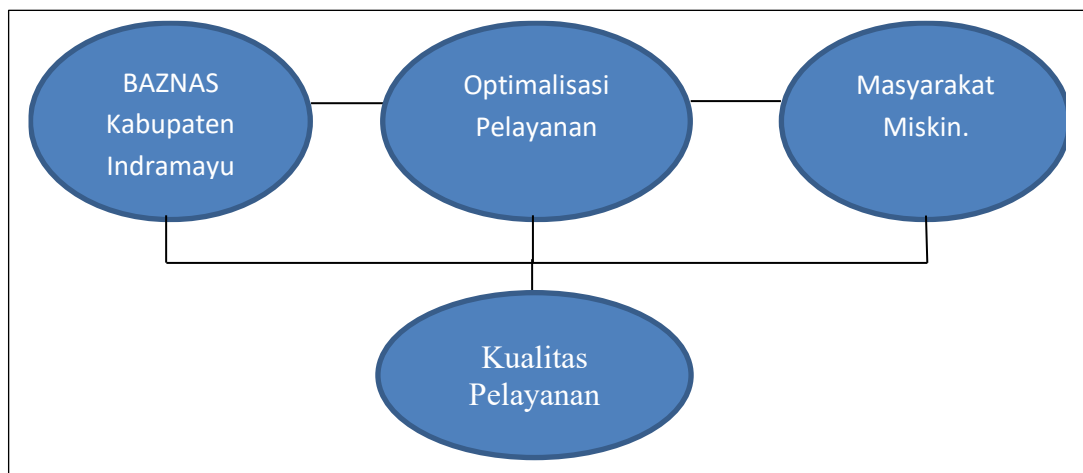 BAZNAS
Kabupaten
Indramayu
Optimalisasi
Pelayanan
Masyarakat
Miskin.
Kualitas
Pelayanan